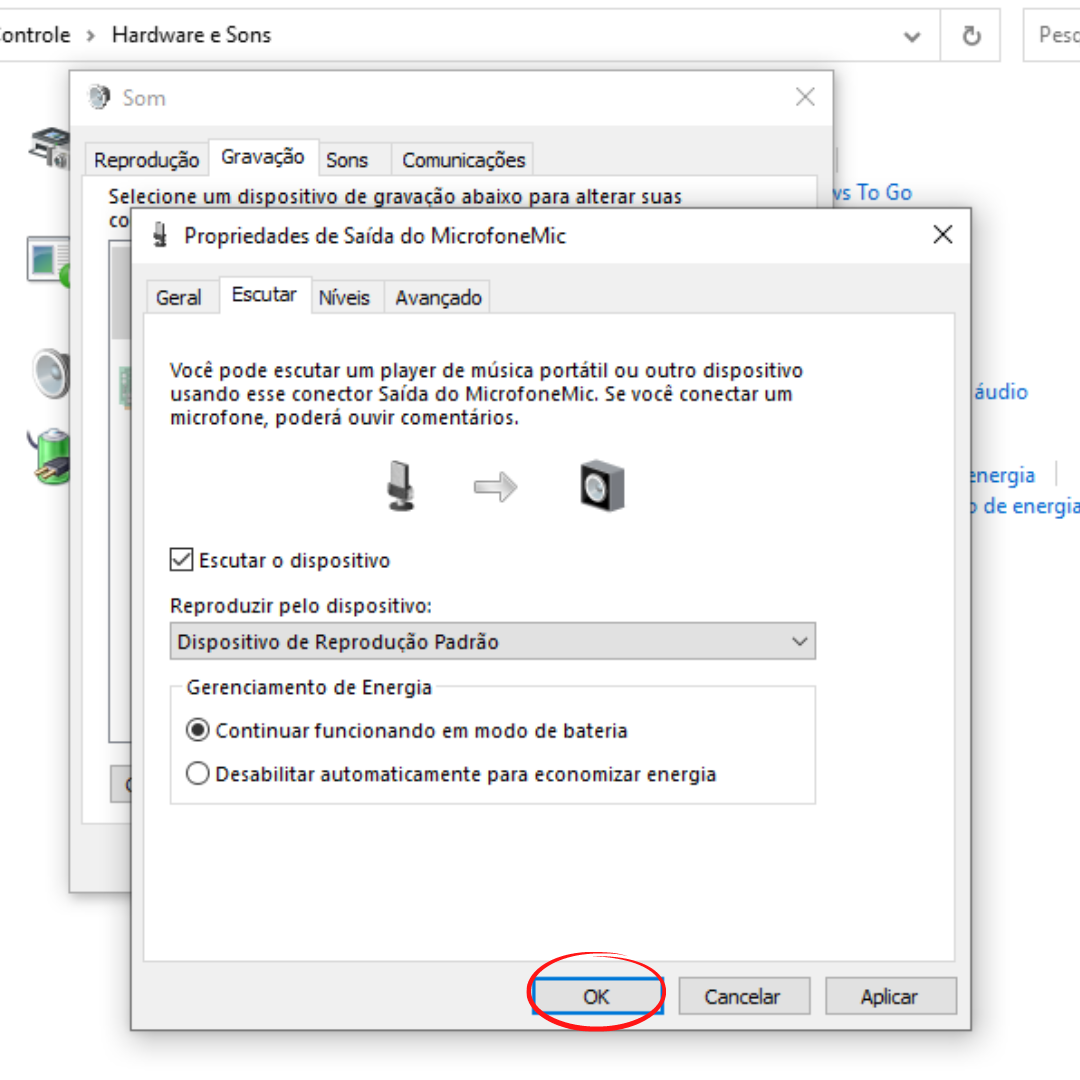 Hardware e Sons
Som
Reprodução
Gravação
Sons
Comunicações
Selecione um dispositivo de gravação abaixo para alterar suas
To Go
Propriedades de Saída do MicrofoneMic
Geral
Escutar
Níveis
Avançado
Você pode escutar um player de música portátil ou outro dispositivo
usando esse conector Saída do MicrofoneMic. Se você conectar um
microfone, poderá ouvir comentários.
áudio
energia
de energia
Escutar o dispositivo
Reproduzir pelo dispositivo:
Dispositivo de Reprodução Padrão
Gerenciamento de Energia
Continuar funcionando em modo de bateria
Desabilitar automaticamente para economizar energia
OK
Cancelar
Aplicar